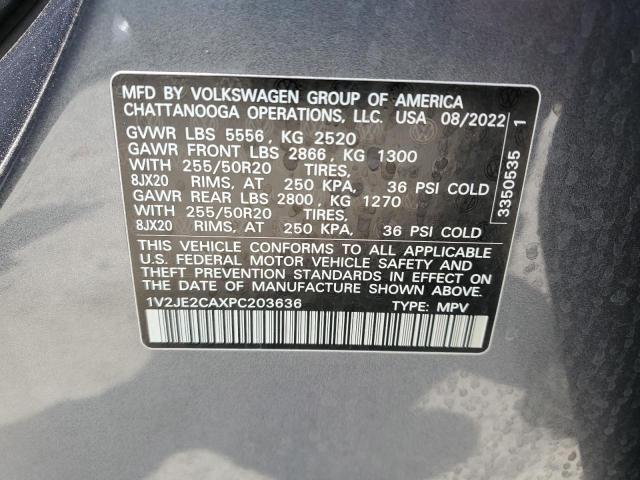 MFD BY VOLKSWAGEN GROUP OF AMERICA
CHATTANOOGA OPERATIONS, LLC. USA 08/2022
GVWR LBS 5556, KG 2520
GAWR FRONT LBS 2866, KG 1300
WITH 255/50R20 TIRES,
8JX20 RIMS, AT 250 KPA, 36 PSI COLD
GAWR REAR LBS 2800, KG 1270
WITH 255/50R20 TIRES,
8JX20 RIMS, AT 250 KPA, 36 PSI COLD
THIS VEHICLE CONFORMS TO ALL APPLICABLE
U.S. FEDERAL MOTOR VEHICLE SAFETY AND
THEFT PREVENTION STANDARDS IN EFFECT ON
THE DATE OF MANUFACTURE SHOWN ABOVE.
1V2JE2CAXPC203636 TYPE: MPV
3350535 1